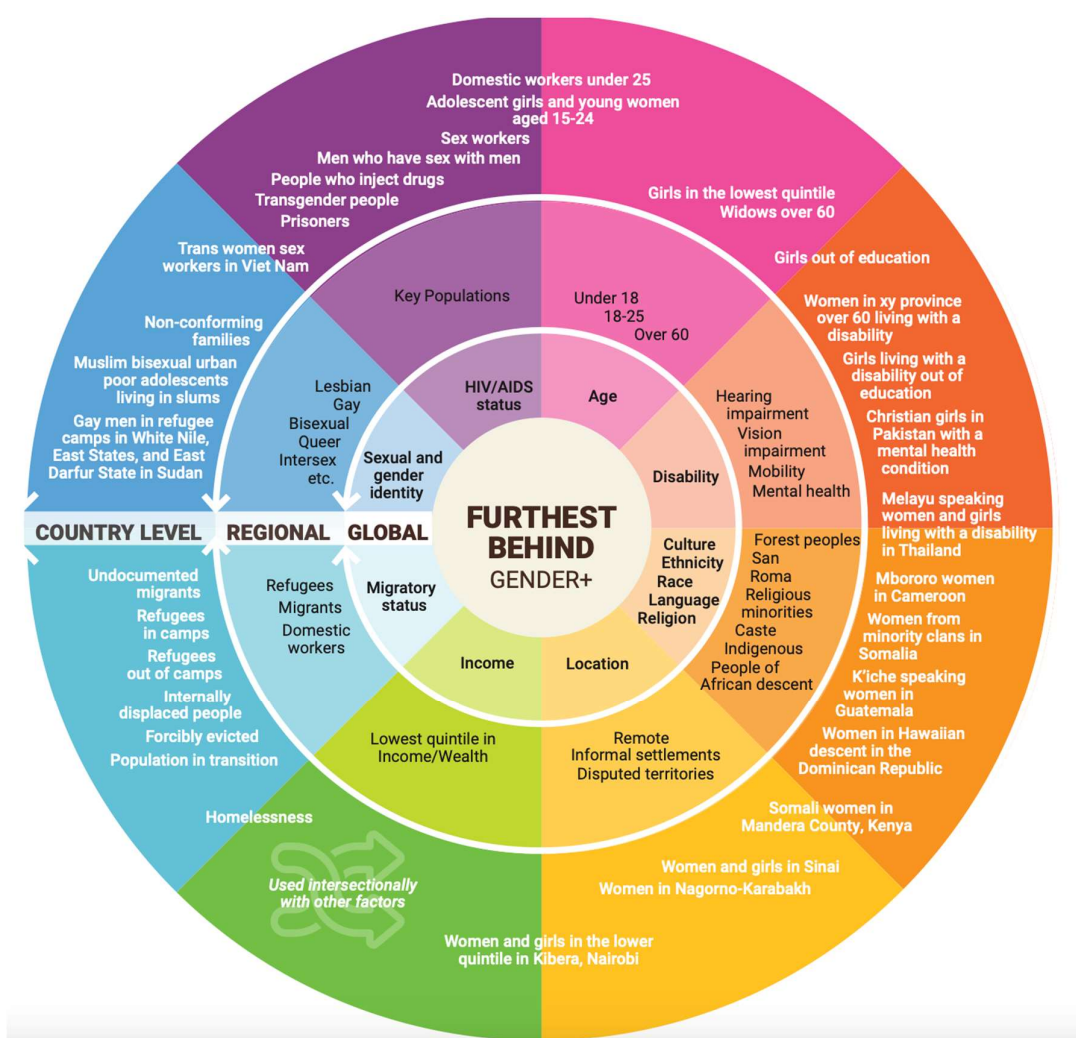 Domestic workers under 25
Adolescent girls and young women
aged 15-24
Sex workers
Men who have sex with men
People who inject drugs
Transgender people
Prisoners
Girls in the lowest quintile
Widows over 60
Girls out of education
Trans women sex
workers in Viet Nam
Non-conforming
families
Muslim bisexual urban
poor adolescents
living in slums
Gay men in refugee
camps in White Nile,
East States, and East
Darfur State in Sudan
Women in xy province
over 60 living with a
disability
Girls living with a
disability out of
education
Christian girls in
Pakistan with a
mental health
condition
Melayu speaking
women and girls
living with a disability
in Thailand
Key Populations
Under 18
18-25
Over 60
Lesbian
Gay
Bisexual
Queer
Intersex
etc.
Hearing
impairment
Vision
impairment
Mobility
Mental health
HIV/AIDS
status
Age
Sexual and
gender
identity
Disability
COUNTRY LEVEL
REGIONAL
GLOBAL
FURTHEST
BEHIND
GENDER+
Culture
Ethnicity
Race
Language
Religion
Migratory
status
Income
Location
Forest peoples
San
Roma
Religious
minorities
Caste
Indigenous
People of
African descent
Refugees
Migrants
Domestic
workers
Lowest quintile in
Income/Wealth
Remote
Informal settlements
Disputed territories
Undocumented
migrants
Refugees
in camps
Refugees
out of camps
Internally
displaced people
Forcibly evicted
Population in transition
Homelessness
Used intersectionally
with other factors
Mbororo women
in Cameroon
Women from
minority clans in
Somalia
K'iche speaking
women in
Guatemala
Women in Hawaiian
descent in the
Dominican Republic
Somali women in
Mandera County, Kenya
Women and girls in Sinai
Women in Nagorno-Karabakh
Women and girls in the lower
quintile in Kibera, Nairobi